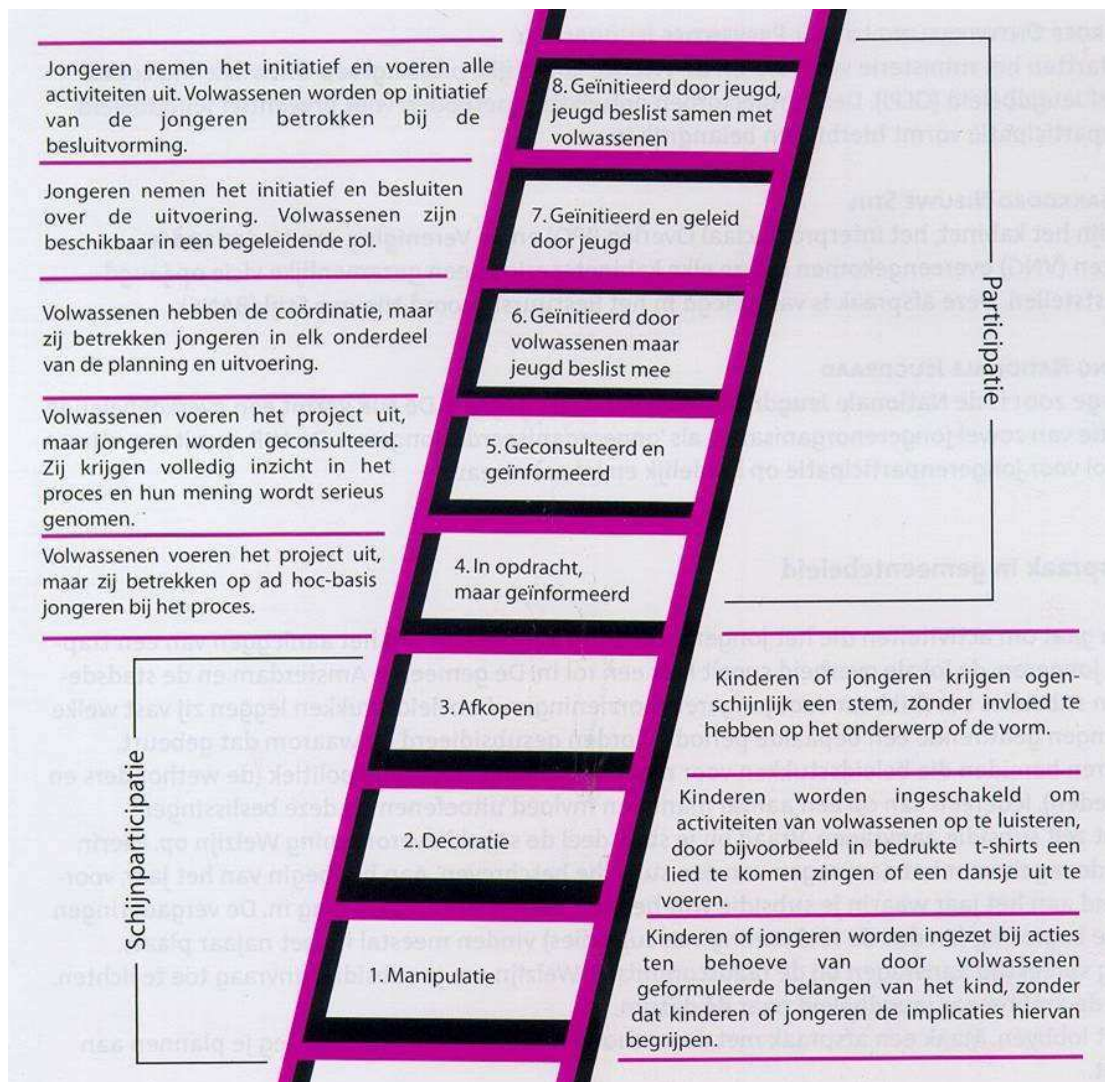 Jongeren nemen het initiatief en voeren alle
activiteiten uit. Volwassenen worden op initiatief
van de jongeren betrokken bij de
besluitvorming.
8. Geïnitieerd door jeugd,
jeugd beslist samen met
volwassenen
Jongeren nemen het initiatief en besluiten
over de uitvoering. Volwassenen zijn
beschikbaar in een begeleidende rol.
7. Geïnitieerd en geleid
door jeugd
Volwassenen hebben de coördinatie, maar
zij betrekken jongeren in elk onderdeel
van de planning en uitvoering.
6. Geïnitieerd door
volwassenen maar
jeugd beslist mee
Participatie
Volwassenen voeren het project uit,
maar jongeren worden geconsulteerd.
Zij krijgen volledig inzicht in het
proces en hun mening wordt serieus
genomen.
5. Geconsulteerd en
geïnformeerd
Volwassenen voeren het project uit,
maar zij betrekken op ad hoc-basis
jongeren bij het proces.
4. In opdracht,
maar geïnformeerd
Schijnparticipatie
3. Afkopen
Kinderen of jongeren krijgen ogen-
schijnlijk een stem, zonder invloed te
hebben op het onderwerp of de vorm.
2. Decoratie
Kinderen worden ingeschakeld om
activiteiten van volwassenen op te luisteren,
door bijvoorbeeld in bedrukte t-shirts een
lied te komen zingen of een dansje uit te
voeren.
1. Manipulatie
Kinderen of jongeren worden ingezet bij acties
ten behoeve van door volwassenen
geformuleerde belangen van het kind, zonder
dat kinderen of jongeren de implicaties hiervan
begrijpen.